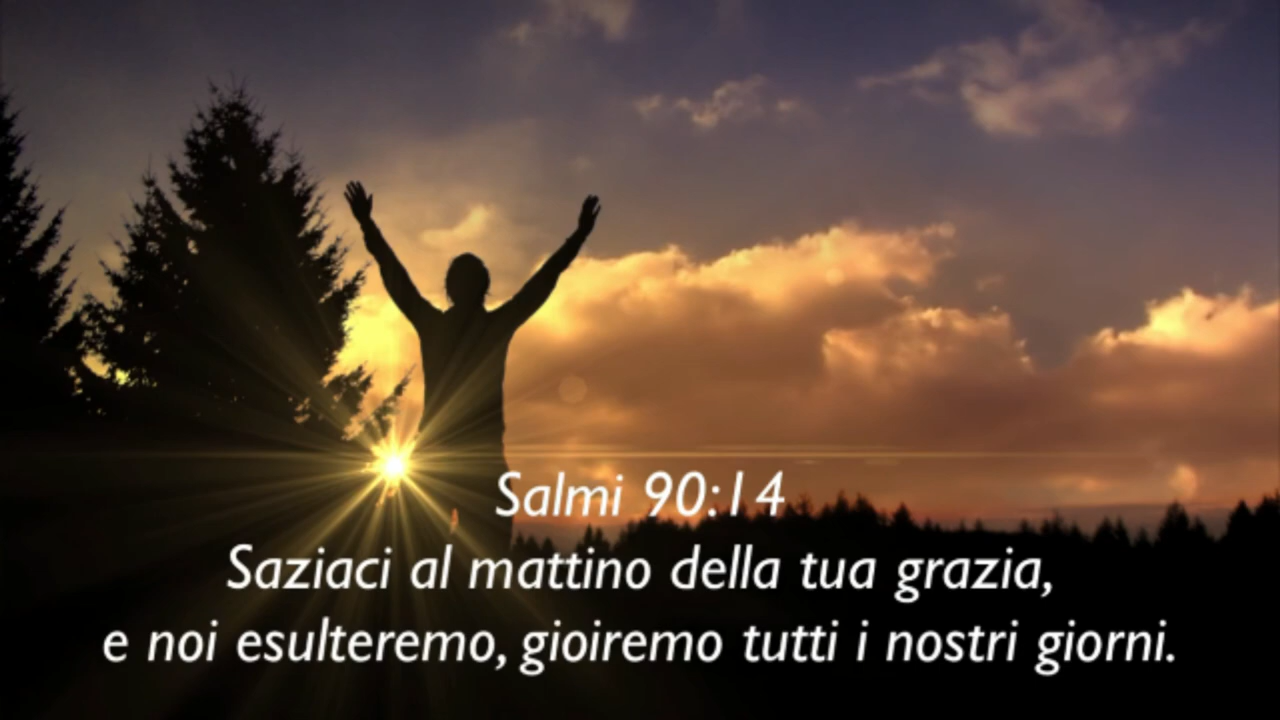 Salmi 90:14
Saziaci al mattino della tua grazia,
e noi esulteremo, gioiremo tutti i nostri giorni.